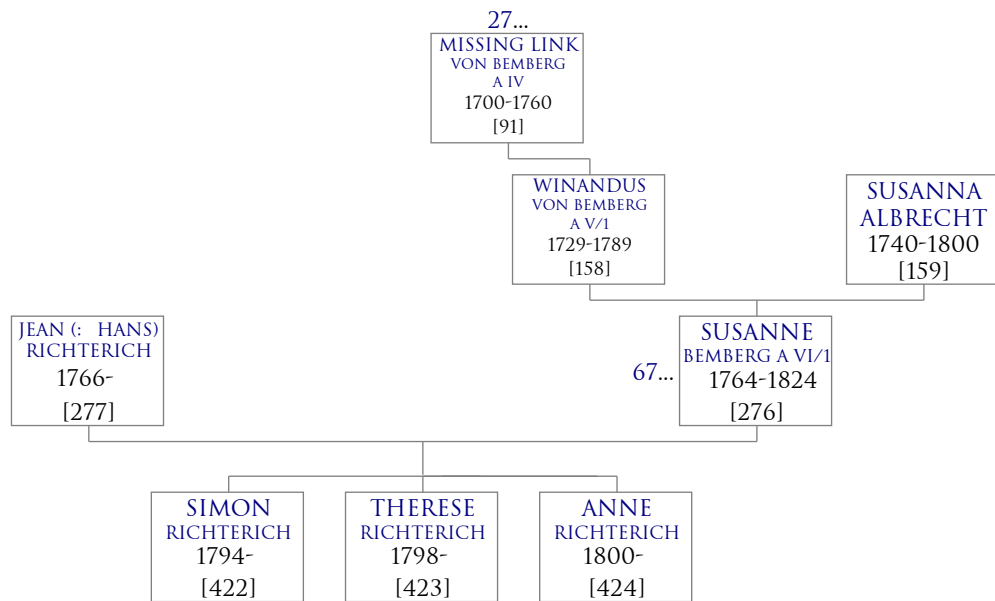 27...
MISSING LINK
VON BEMBERG
A IV
1700-1760
[91]
WINANDUS
VON BEMBERG
A V/1
1729-1789
[158]
SUSANNA
ALBRECHT
1740-1800
[159]
JEAN (: HANS)
RICHTERICH
1766-
[277]
67...
SUSANNE
BEMBERG A VI/1
1764-1824
[276]
SIMON
RICHTERICH
1794-
[422]
THERESE
RICHTERICH
1798-
[423]
ANNE
RICHTERICH
1800-
[424]